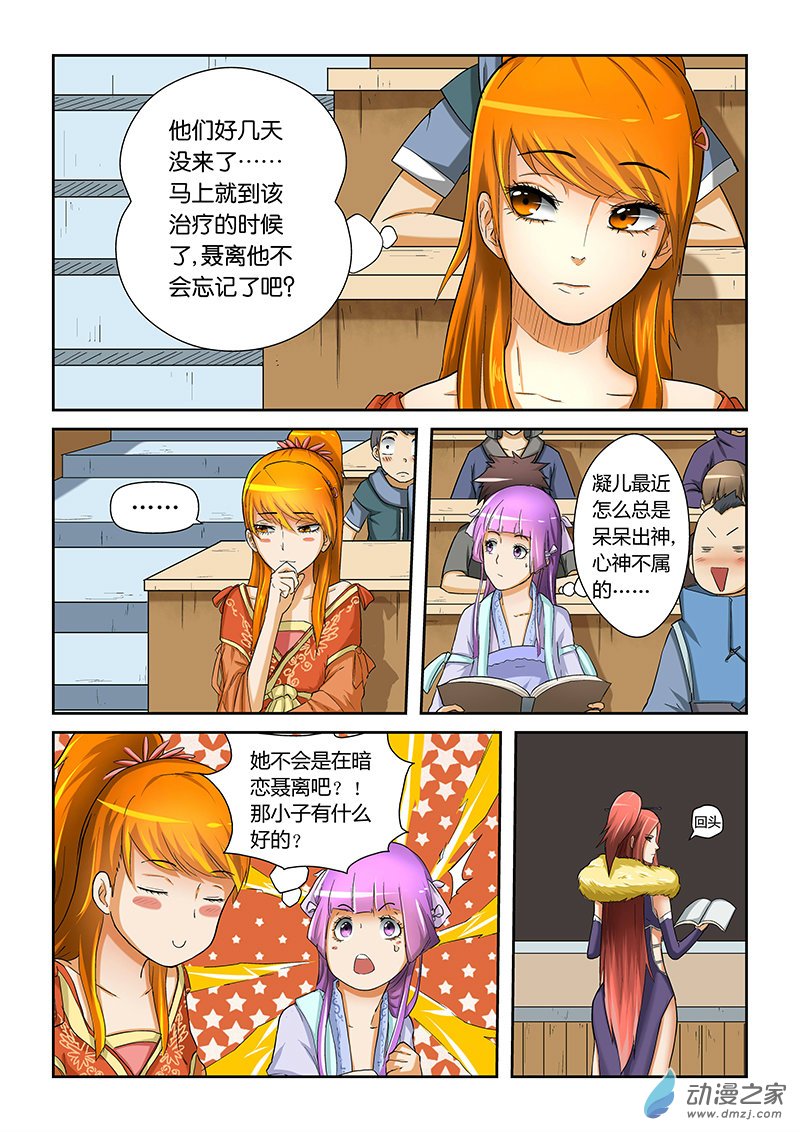 他们好几天
没来了……
马上就到该
治疗的时候
了,聂离他不
会忘记了吧?
……
凝儿最近
怎么总是
呆呆出神,
心神不属
的……
她不会是在暗
恋聂离吧?!
那小子有什么
好的?
回头
动漫之家
www.dmzj.com